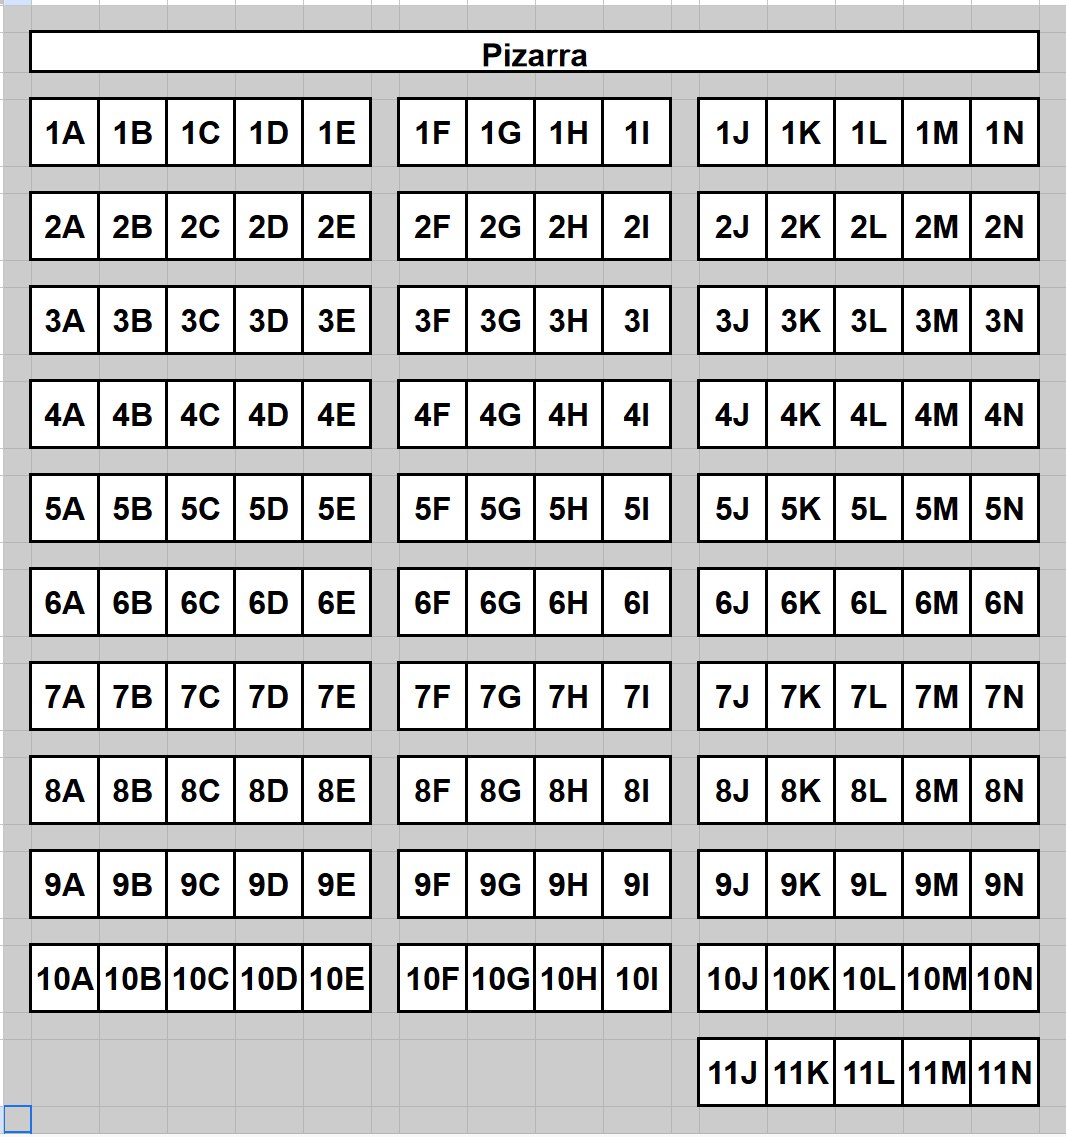 Pizarra
1A 1B 1C 1D 1E 1F 1G 1H 1I 1J 1K 1L 1M 1N
2A 2B 2C 2D 2E 2F 2G 2H 2I 2J 2K 2L 2M 2N
3A 3B 3C 3D 3E 3F 3G 3H 3I 3J 3K 3L 3M 3N
4A 4B 4C 4D 4E 4F 4G 4H 4I 4J 4K 4L 4M 4N
5A 5B 5C 5D 5E 5F 5G 5H 5I 5J 5K 5L 5M 5N
6A 6B 6C 6D 6E 6F 6G 6H 6I 6J 6K 6L 6M 6N
7A 7B 7C 7D 7E 7F 7G 7H 7I 7J 7K 7L 7M 7N
8A 8B 8C 8D 8E 8F 8G 8H 8I 8J 8K 8L 8M 8N
9A 9B 9C 9D 9E 9F 9G 9H 9I 9J 9K 9L 9M 9N
10A 10B 10C 10D 10E 10F 10G 10H 10I 10J 10K 10L 10M 10N
11J 11K 11L 11M 11N